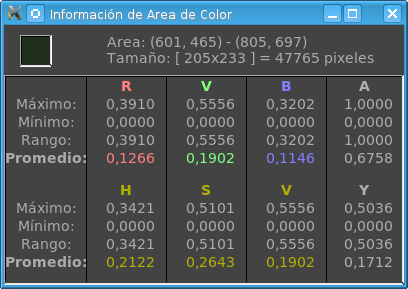 Información de Area de Color
Area: (601, 465) - (805, 697)
Tamaño: [ 205x233 ] = 47765 pixeles
R V B A
Máximo: 0,3910 0,5556 0,3202 1,0000
Mínimo: 0,0000 0,0000 0,0000 0,0000
Rango: 0,3910 0,5556 0,3202 1,0000
Promedio: 0,1266 0,1902 0,1146 0,6758
H S V Y
Máximo: 0,3421 0,5101 0,5556 0,5036
Mínimo: 0,0000 0,0000 0,0000 0,0000
Rango: 0,3421 0,5101 0,5556 0,5036
Promedio: 0,2122 0,2643 0,1902 0,1712